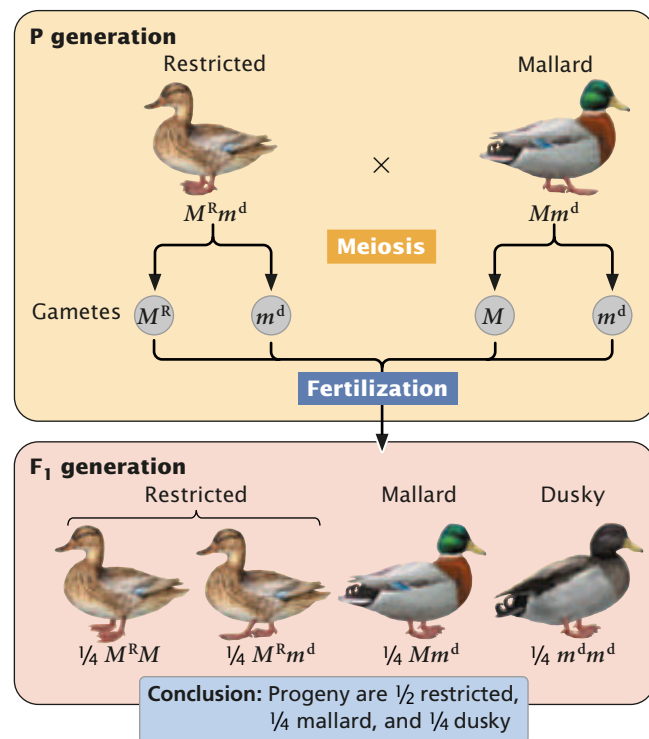 P generation
Restricted Mallard
×
Mᴿmᵈ Mmᵈ
Meiosis
Gametes Mᴿ mᵈ M mᵈ
Fertilization
F₁ generation
Restricted Mallard Dusky
¼ MᴿM ¼ Mᴿmᵈ ¼ Mmᵈ ¼ mᵈmᵈ
Conclusion: Progeny are ½ restricted,
¼ mallard, and ¼ dusky